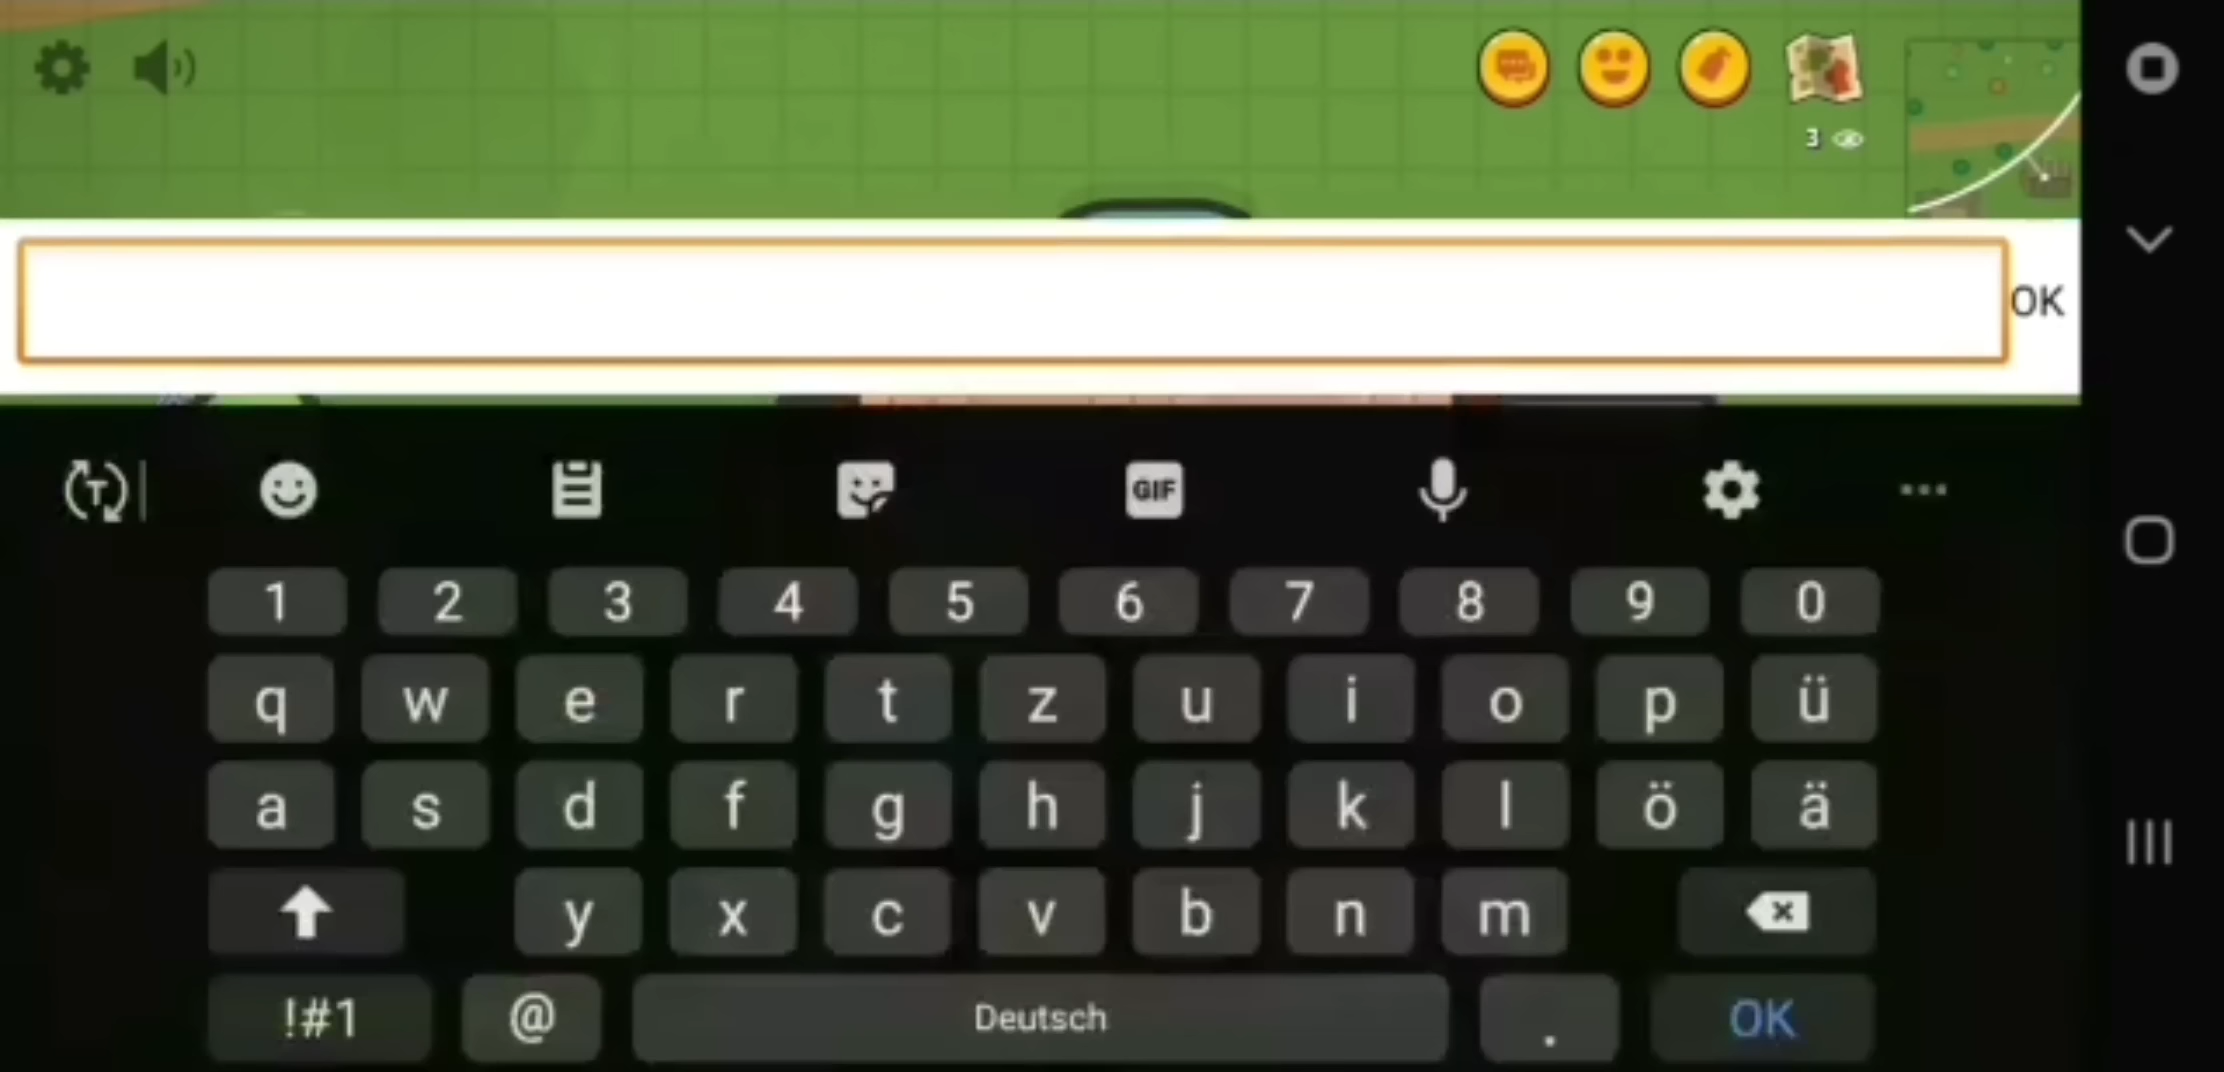 3
OK
T
GIF
1 2 3 4 5 6 7 8 9 0
q w e r t z u i o p ü
a s d f g h j k l ö ä
y x c v b n m
!#1 @ Deutsch . OK